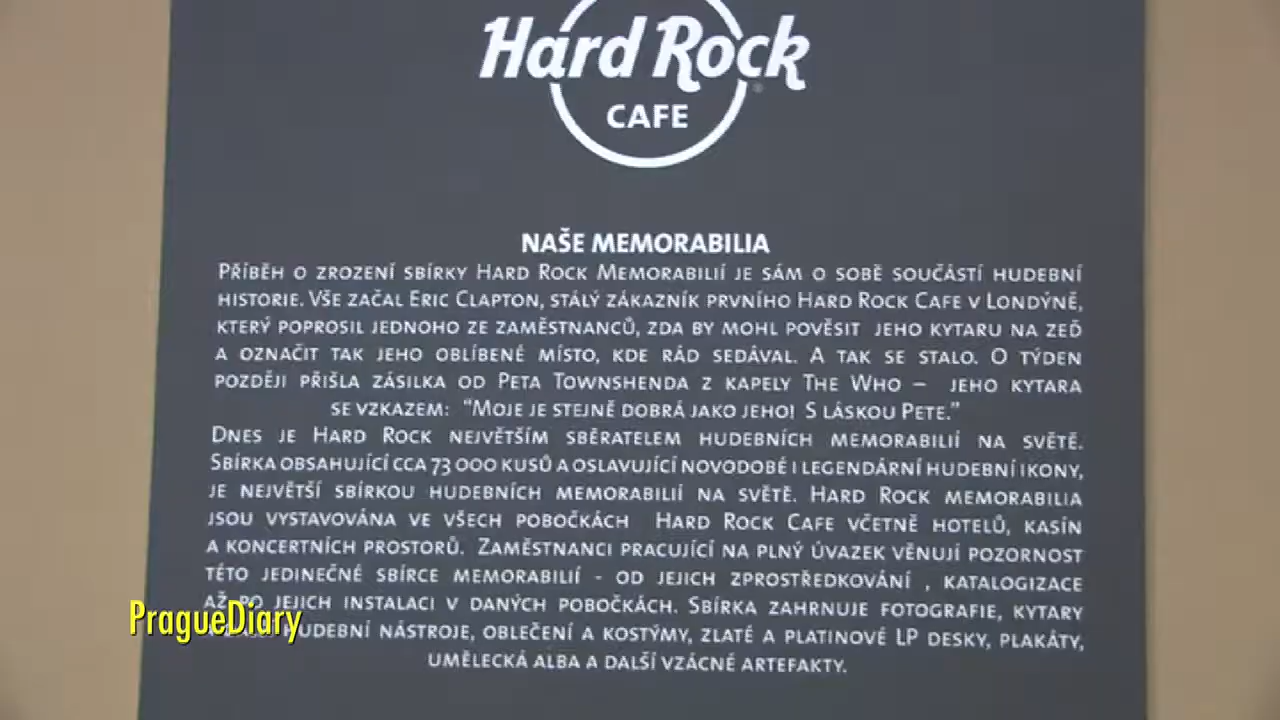 Hard Rock
CAFE
NAŠE MEMORABILIA
PŘÍBĚH O ZROZENÍ SBÍRKY HARD ROCK MEMORABILIÍ JE SÁM O SOBĚ SOUČÁSTÍ HUDEBNÍ
HISTORIE. VŠE ZAČAL ERIC CLAPTON, STÁLÝ ZÁKAZNÍK PRVNÍHO HARD ROCK CAFE V LONDÝNĚ,
KTERÝ POPROSIL JEDNOHO ZE ZAMĚSTNANCŮ, ZDA BY MOHL POVĚSIT JEHO KYTARU NA ZEĎ
A OZNAČIT TAK JEHO OBLÍBENÉ MÍSTO, KDE RÁD SEDÁVAL. A TAK SE STALO. O TÝDEN
POZDĚJI PŘIŠLA ZÁSILKA OD PETA TOWNSHENDA Z KAPELY THE WHO – JEHO KYTARA
SE VZKAZEM: "MOJE JE STEJNĚ DOBRÁ JAKO JEHO! S LÁSKOU PETE."
DNES JE HARD ROCK NEJVĚTŠÍM SBĚRATELEM HUDEBNÍCH MEMORABILIÍ NA SVĚTĚ.
SBÍRKA OBSAHUJÍCÍ CCA 73 000 KUSŮ A OSLAVUJÍCÍ NOVODOBÉ I LEGENDÁRNÍ HUDEBNÍ IKONY,
JE NEJVĚTŠÍ SBÍRKOU HUDEBNÍCH MEMORABILIÍ NA SVĚTĚ. HARD ROCK MEMORABILIA
JSOU VYSTAVOVÁNA VE VŠECH POBOČKÁCH HARD ROCK CAFE VČETNĚ HOTELŮ, KASÍN
A KONCERTNÍCH PROSTORŮ. ZAMĚSTNANCI PRACUJÍCÍ NA PLNÝ ÚVAZEK VĚNUJÍ POZORNOST
TÉTO JEDINEČNÉ SBÍRCE MEMORABILIÍ - OD JEJICH ZPROSTŘEDKOVÁNÍ , KATALOGIZACE
AŽ PO JEJICH INSTALACI V DANÝCH POBOČKÁCH. SBÍRKA ZAHRNUJE FOTOGRAFIE, KYTARY
HUDEBNÍ NÁSTROJE, OBLEČENÍ A KOSTÝMY, ZLATÉ A PLATINOVÉ LP DESKY, PLAKÁTY,
UMĚLECKÁ ALBA A DALŠÍ VZÁCNÉ ARTEFAKTY.
PragueDiary